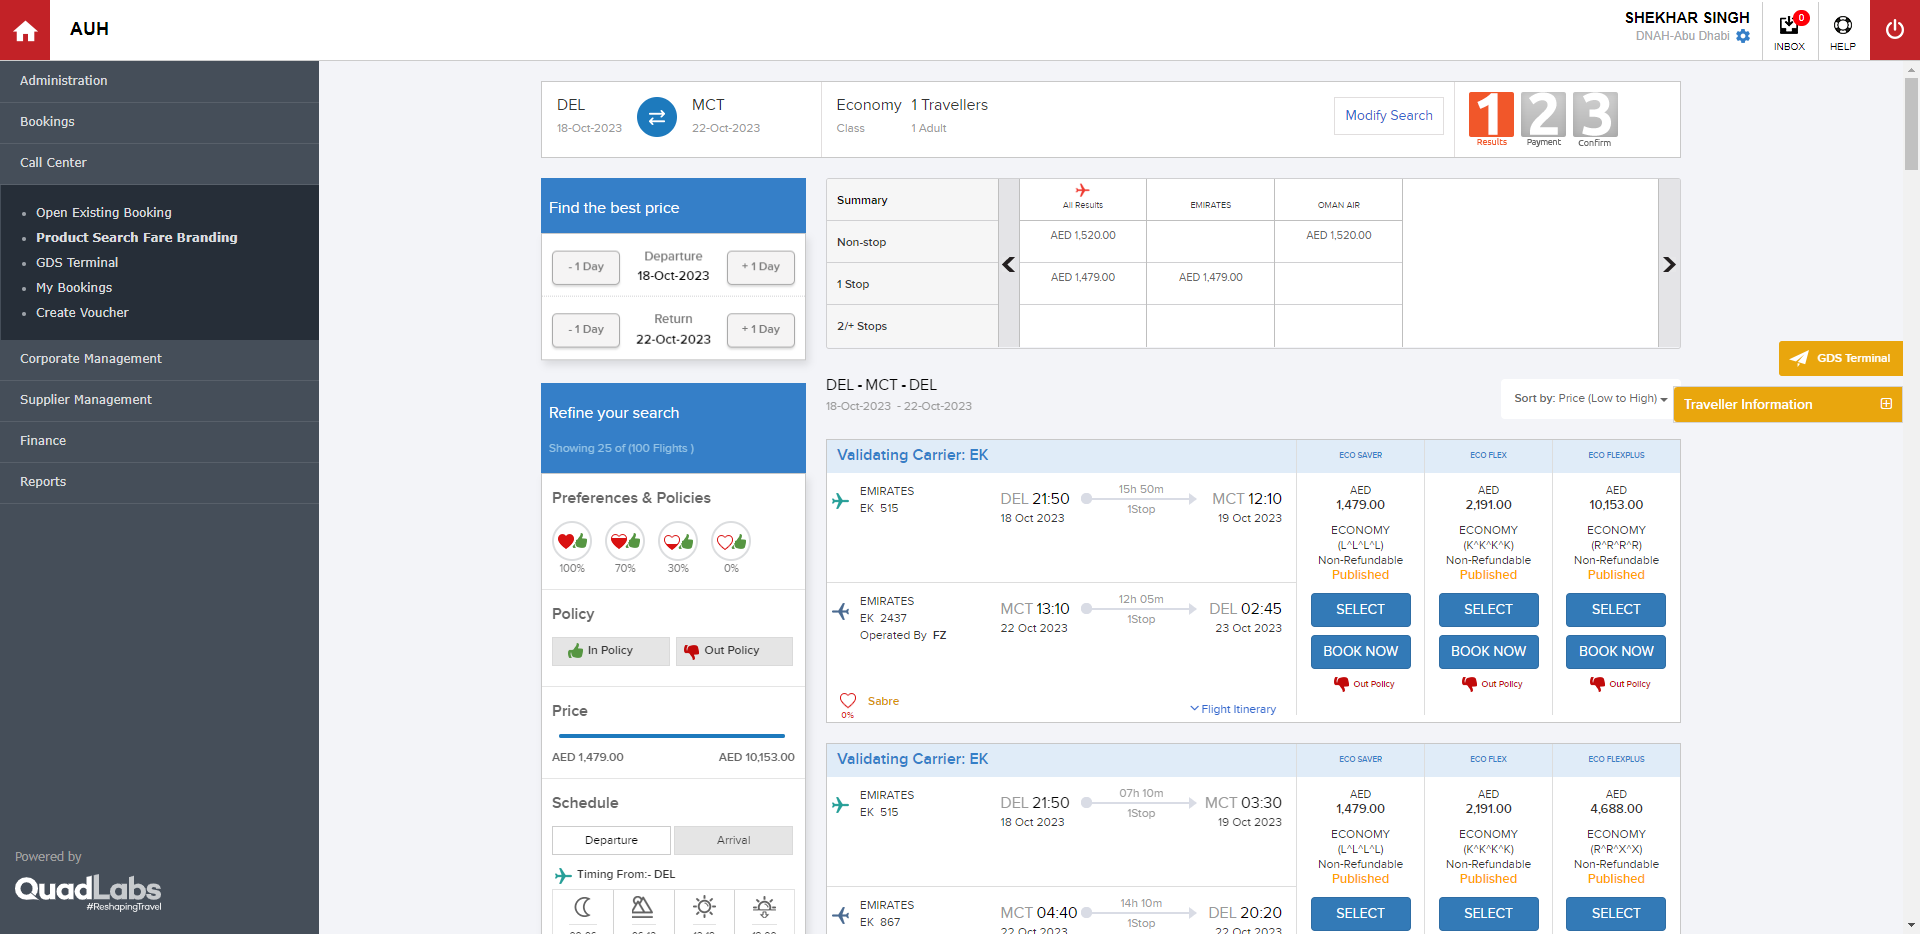 AUH
SHEKHAR SINGH
DNAH-Abu Dhabi
0
INBOX
HELP
Administration
Bookings
Call Center
Open Existing Booking
Product Search Fare Branding
GDS Terminal
My Bookings
Create Voucher
Corporate Management
Supplier Management
Finance
Reports
Powered by
QuadLabs
#ReshapingTravel
DEL
18-Oct-2023
MCT
22-Oct-2023
Economy
Class
1 Travellers
1 Adult
Modify Search
1 2 3
Results Payment Confirm
Find the best price
- 1 Day
Departure
18-Oct-2023
+ 1 Day
- 1 Day
Return
22-Oct-2023
+ 1 Day
Summary All Results EMIRATES OMAN AIR
Non-stop AED 1,520.00 AED 1,520.00
1 Stop AED 1,479.00 AED 1,479.00
2/+ Stops
GDS Terminal
Traveller Information
Refine your search
Showing 25 of (100 Flights )
Preferences & Policies
100% 70% 30% 0%
Policy
In Policy Out Policy
Price
AED 1,479.00 AED 10,153.00
Schedule
Departure Arrival
Timing From:- DEL
DEL - MCT - DEL
18-Oct-2023 - 22-Oct-2023
Sort by: Price (Low to High)
Validating Carrier: EK
ECO SAVER ECO FLEX ECO FLEXPLUS
EMIRATES
EK 515
DEL 21:50
18 Oct 2023
15h 50m
1Stop
MCT 12:10
19 Oct 2023
EMIRATES
EK 2437
Operated By FZ
MCT 13:10
22 Oct 2023
12h 05m
1Stop
DEL 02:45
23 Oct 2023
0%
Sabre
Flight Itinerary
AED
1,479.00
ECONOMY
(L^L^L^L)
Non-Refundable
Published
SELECT
BOOK NOW
Out Policy
AED
2,191.00
ECONOMY
(K^K^K^K)
Non-Refundable
Published
SELECT
BOOK NOW
Out Policy
AED
10,153.00
ECONOMY
(R^R^R^R)
Non-Refundable
Published
SELECT
BOOK NOW
Out Policy
Validating Carrier: EK
ECO SAVER ECO FLEX ECO FLEXPLUS
EMIRATES
EK 515
DEL 21:50
18 Oct 2023
07h 10m
1Stop
MCT 03:30
19 Oct 2023
EMIRATES
EK 867
MCT 04:40
22 Oct 2023
14h 10m
1Stop
DEL 20:20
22 Oct 2023
AED
1,479.00
ECONOMY
(L^L^L^L)
Non-Refundable
Published
SELECT
AED
2,191.00
ECONOMY
(K^K^K^K)
Non-Refundable
Published
SELECT
AED
4,688.00
ECONOMY
(R^R^X^X)
Non-Refundable
Published
SELECT